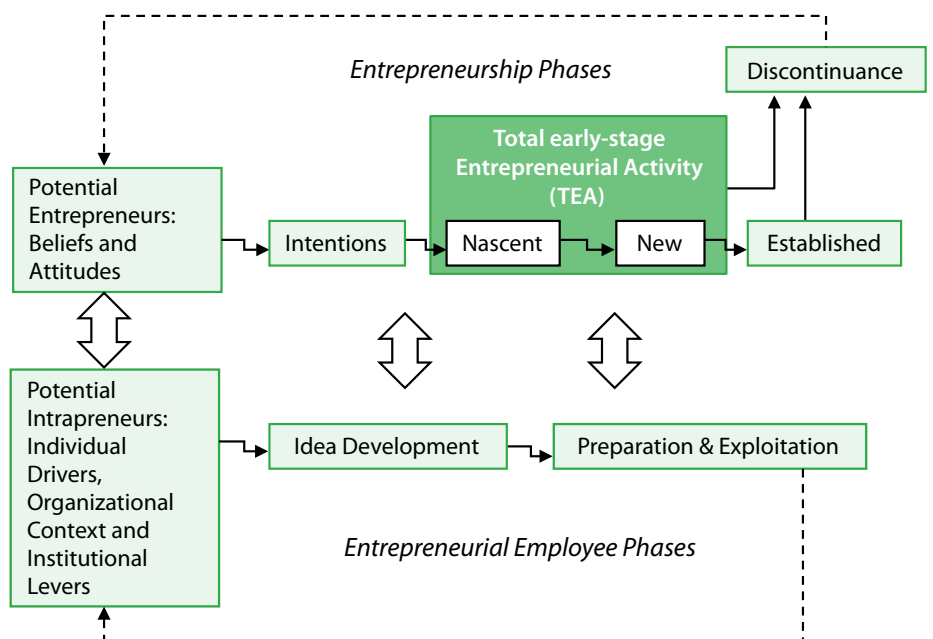 Entrepreneurship Phases
Discontinuance
Total early-stage
Entrepreneurial Activity
(TEA)
Potential
Entrepreneurs:
Beliefs and
Attitudes
Intentions
Nascent
New
Established
Potential
Intrapreneurs:
Individual
Drivers,
Organizational
Context and
Institutional
Levers
Idea Development
Preparation & Exploitation
Entrepreneurial Employee Phases